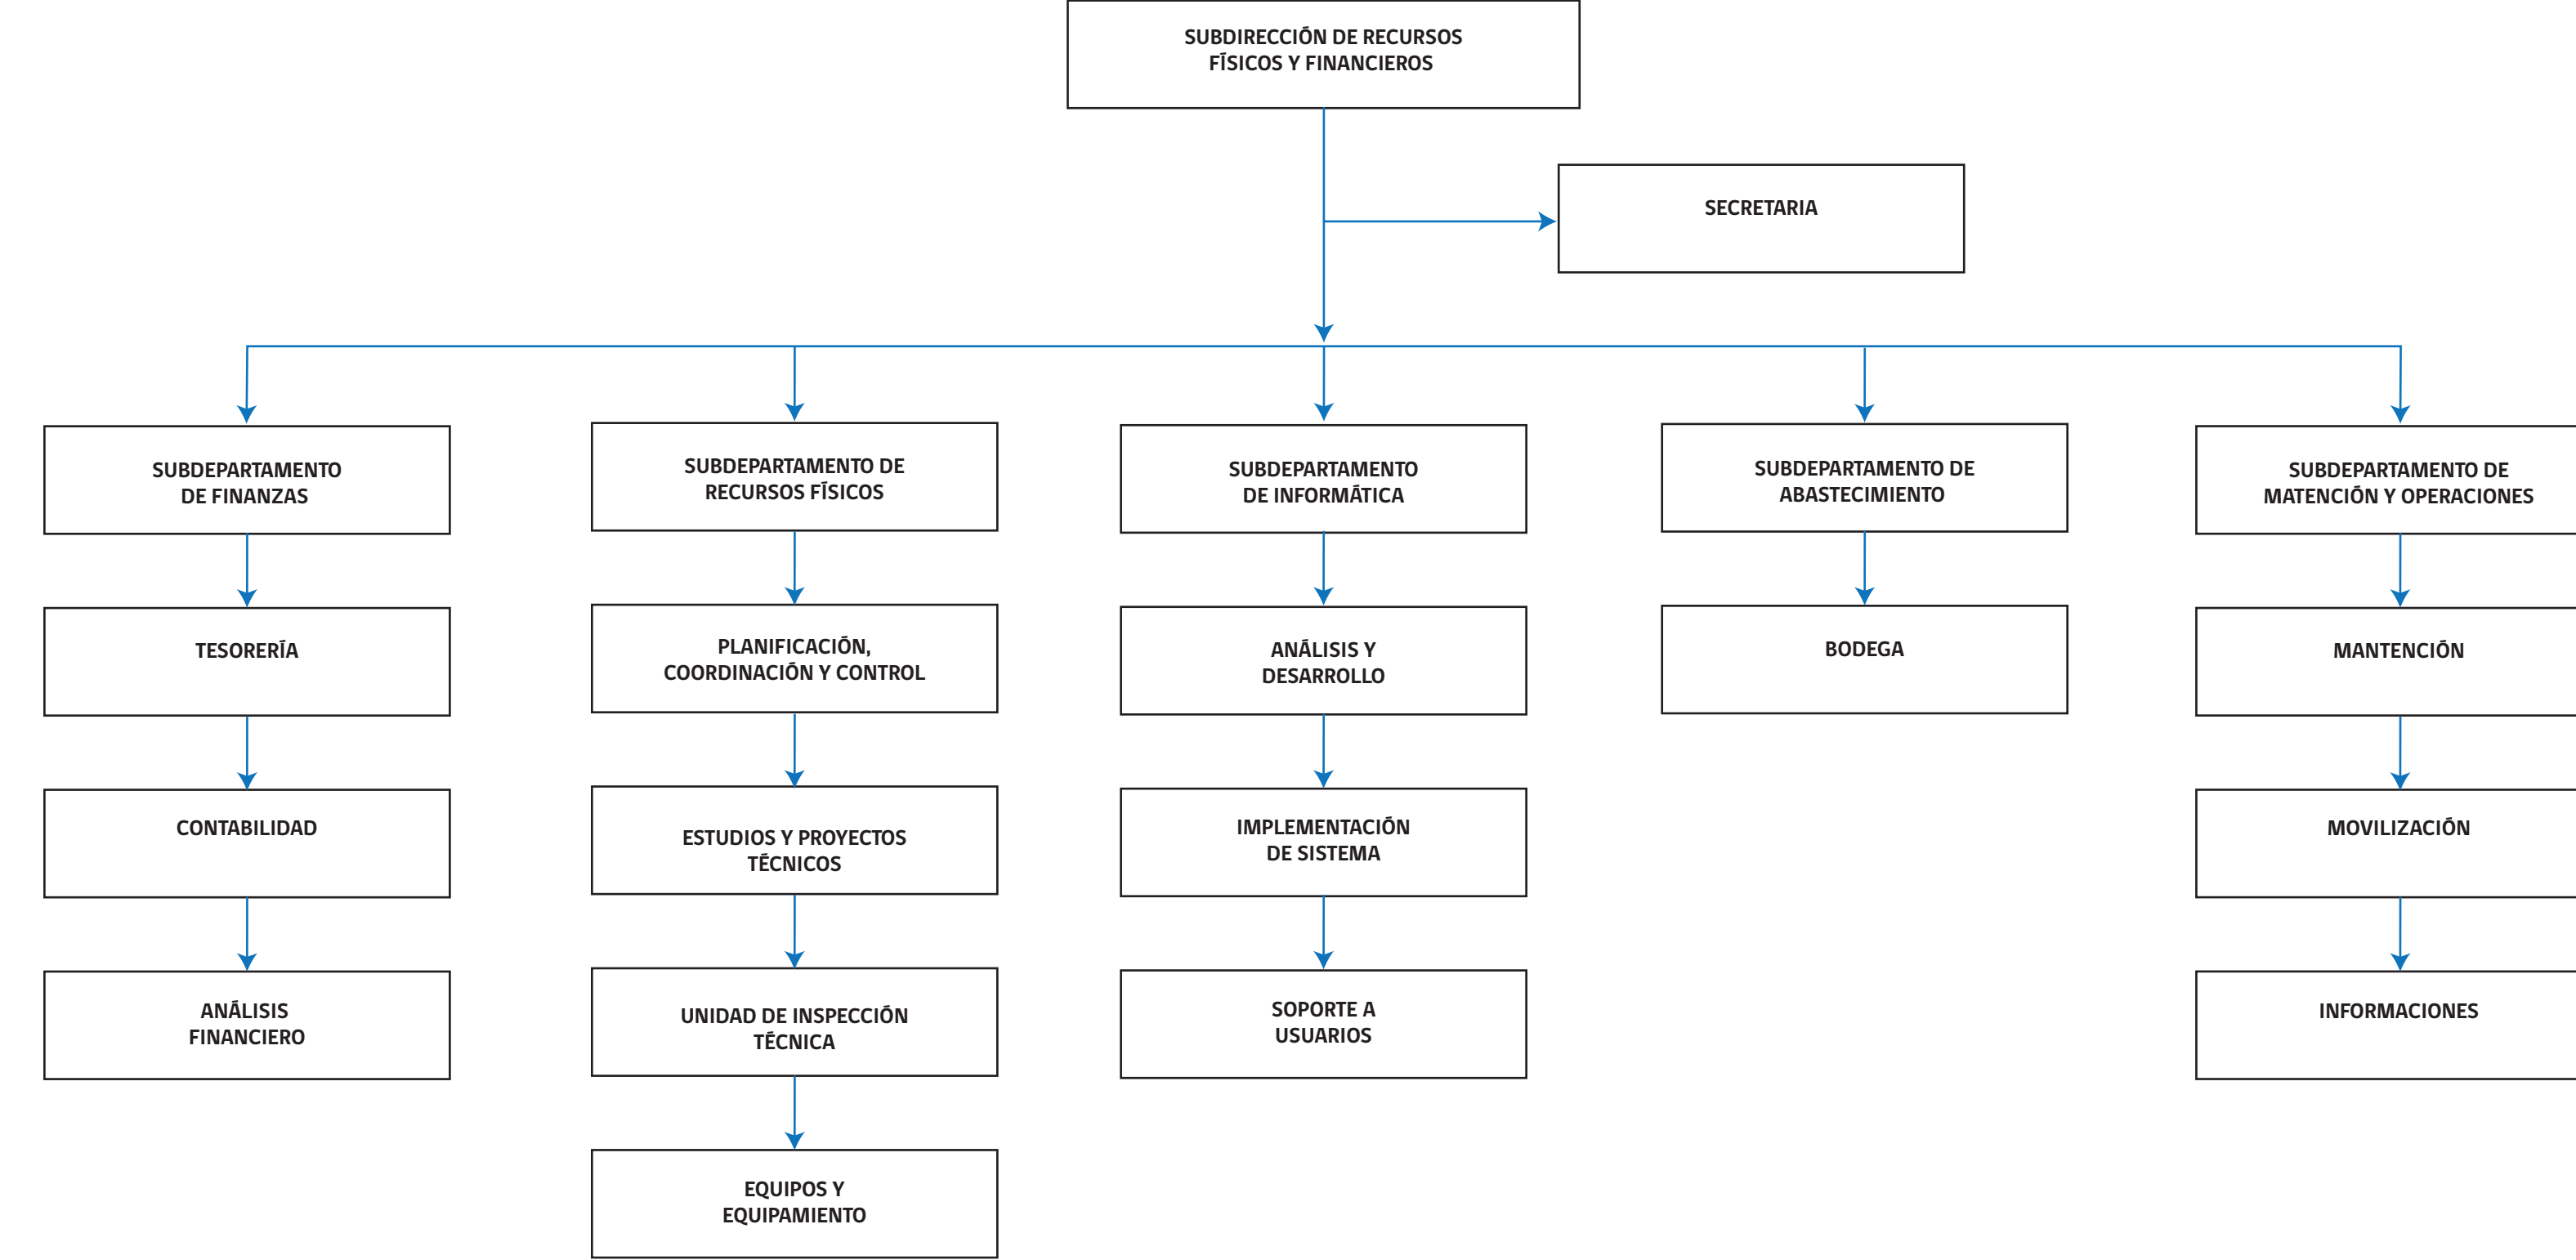 SUBDIRECCIÓN DE RECURSOS
FÍSICOS Y FINANCIEROS
SECRETARIA
SUBDEPARTAMENTO
DE FINANZAS
TESORERÍA
CONTABILIDAD
ANÁLISIS
FINANCIERO
SUBDEPARTAMENTO DE
RECURSOS FÍSICOS
PLANIFICACIÓN,
COORDINACIÓN Y CONTROL
ESTUDIOS Y PROYECTOS
TÉCNICOS
UNIDAD DE INSPECCIÓN
TÉCNICA
EQUIPOS Y
EQUIPAMIENTO
SUBDEPARTAMENTO
DE INFORMÁTICA
ANÁLISIS Y
DESARROLLO
IMPLEMENTACIÓN
DE SISTEMA
SOPORTE A
USUARIOS
SUBDEPARTAMENTO DE
ABASTECIMIENTO
BODEGA
SUBDEPARTAMENTO DE
MATENCIÓN Y OPERACIONES
MANTENCIÓN
MOVILIZACIÓN
INFORMACIONES